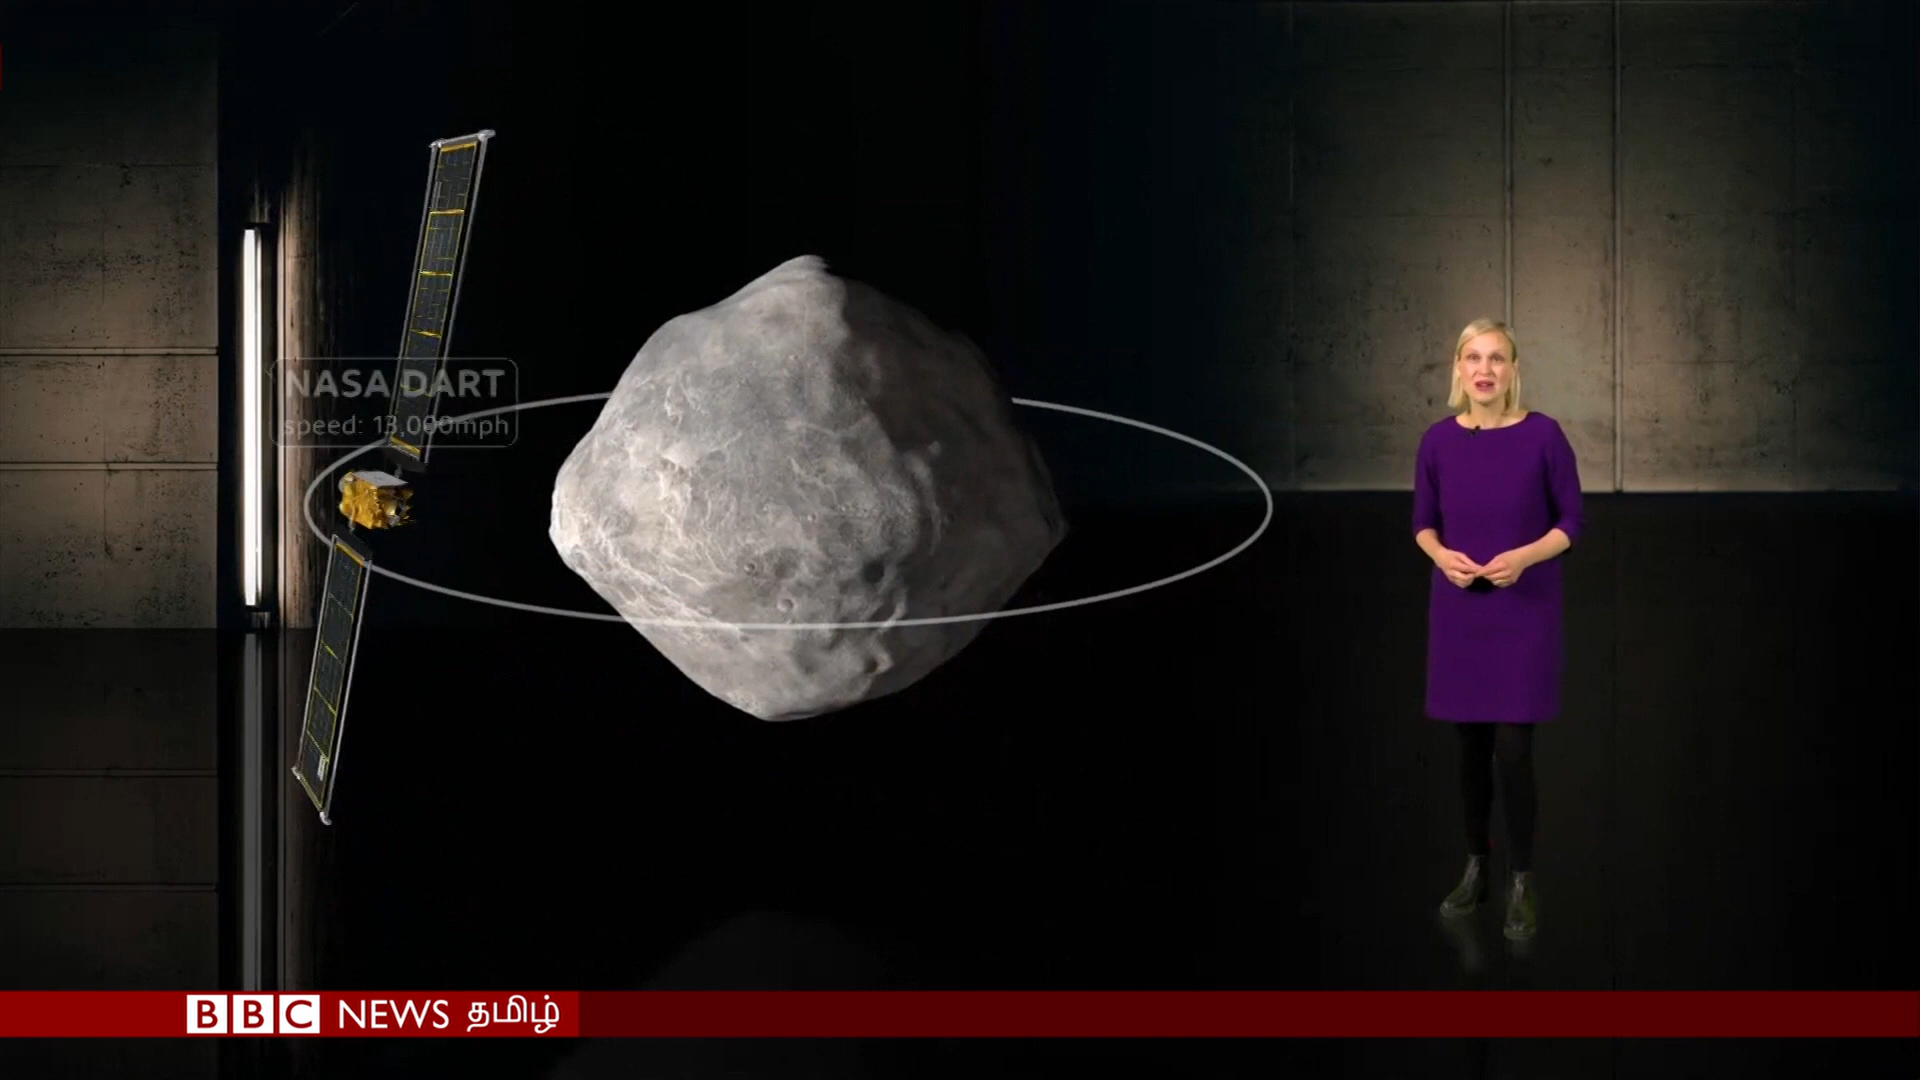 NASA DART
speed: 13,000mph
BBC NEWS தமிழ்